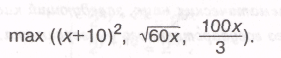 max ((x+10)², √60x, 100x/3).